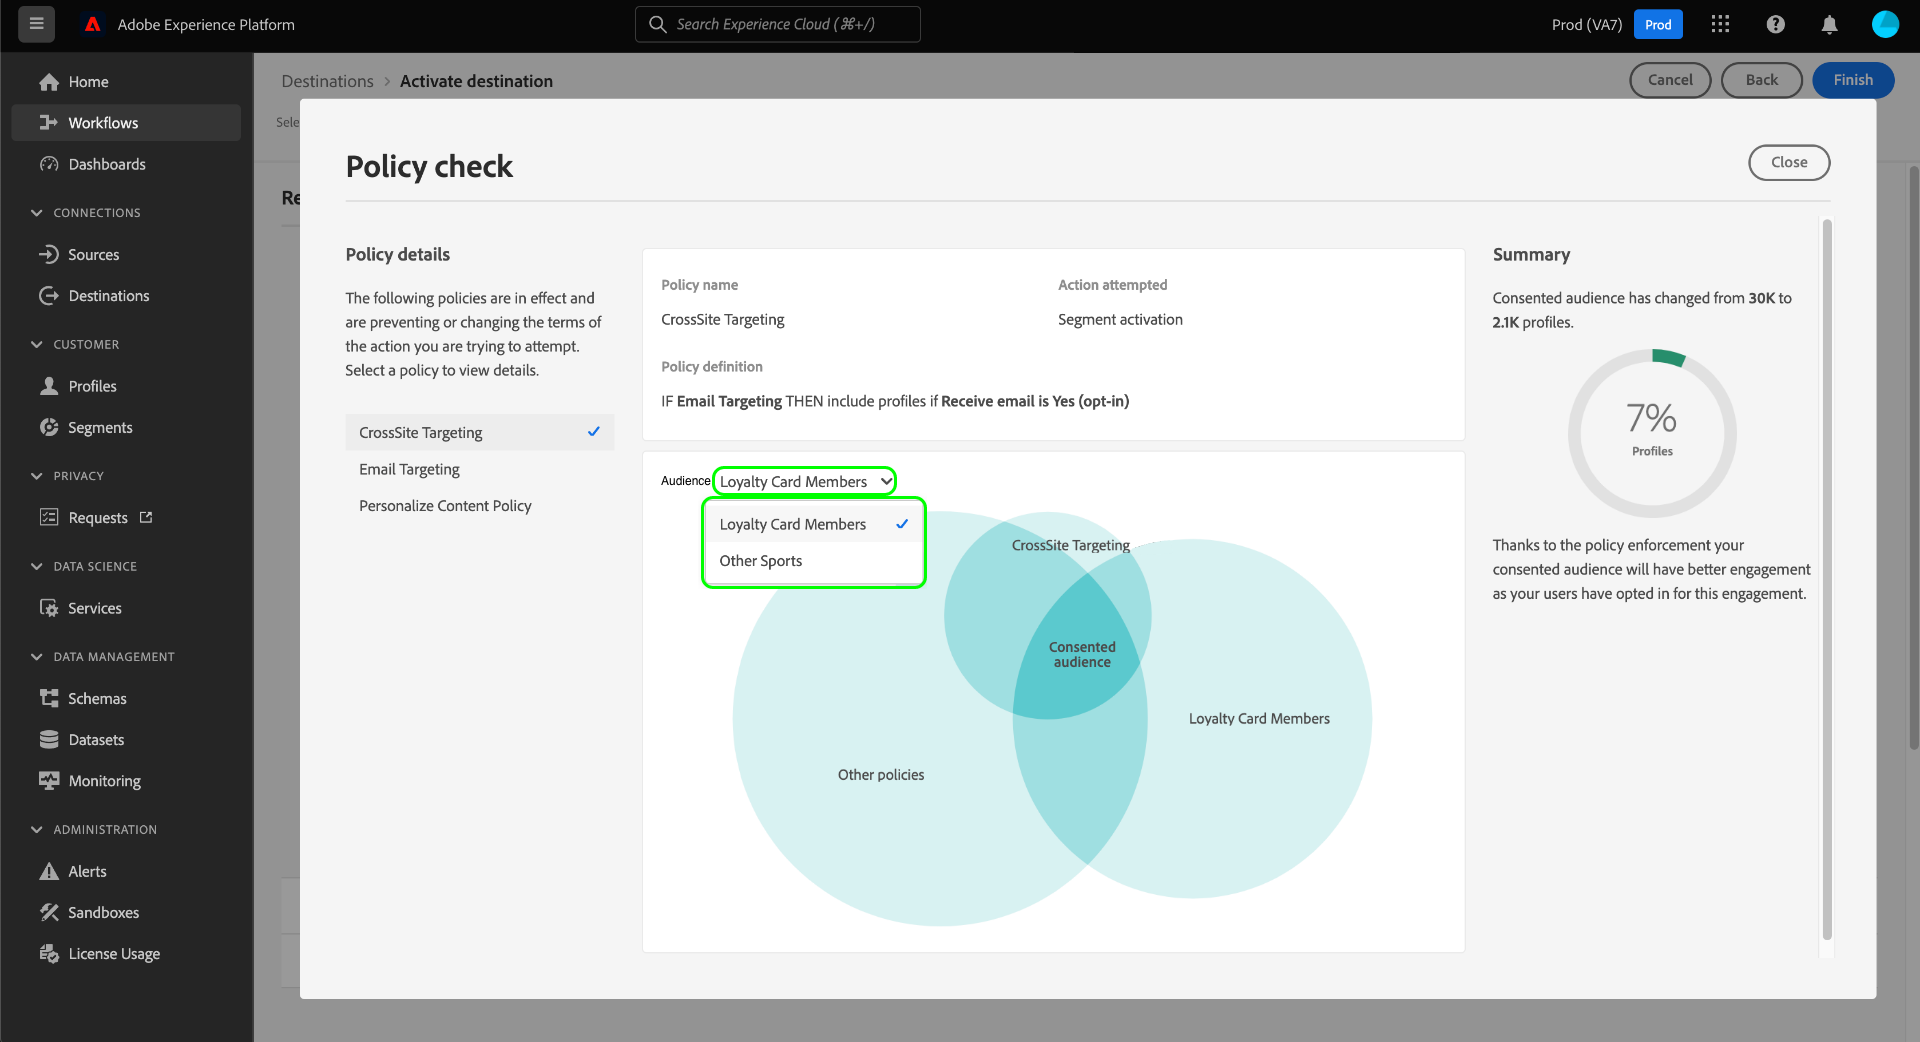 Adobe Experience Platform
Search Experience Cloud (⌘+/)
Prod (VA7)
Prod
Home
Workflows
Dashboards
CONNECTIONS
Sources
Destinations
CUSTOMER
Profiles
Segments
PRIVACY
Requests
DATA SCIENCE
Services
DATA MANAGEMENT
Schemas
Datasets
Monitoring
ADMINISTRATION
Alerts
Sandboxes
License Usage
Destinations > Activate destination
Cancel
Back
Finish
Sele
Re
Policy check
Close
Policy details
The following policies are in effect and
are preventing or changing the terms of
the action you are trying to attempt.
Select a policy to view details.
CrossSite Targeting
Email Targeting
Personalize Content Policy
Policy name
CrossSite Targeting
Action attempted
Segment activation
Policy definition
IF Email Targeting THEN include profiles if Receive email is Yes (opt-in)
Audience
Loyalty Card Members
Loyalty Card Members
Other Sports
CrossSite Targeting
Consented
audience
Loyalty Card Members
Other policies
Summary
Consented audience has changed from 30K to
2.1K profiles.
7%
Profiles
Thanks to the policy enforcement your
consented audience will have better engagement
as your users have opted in for this engagement.